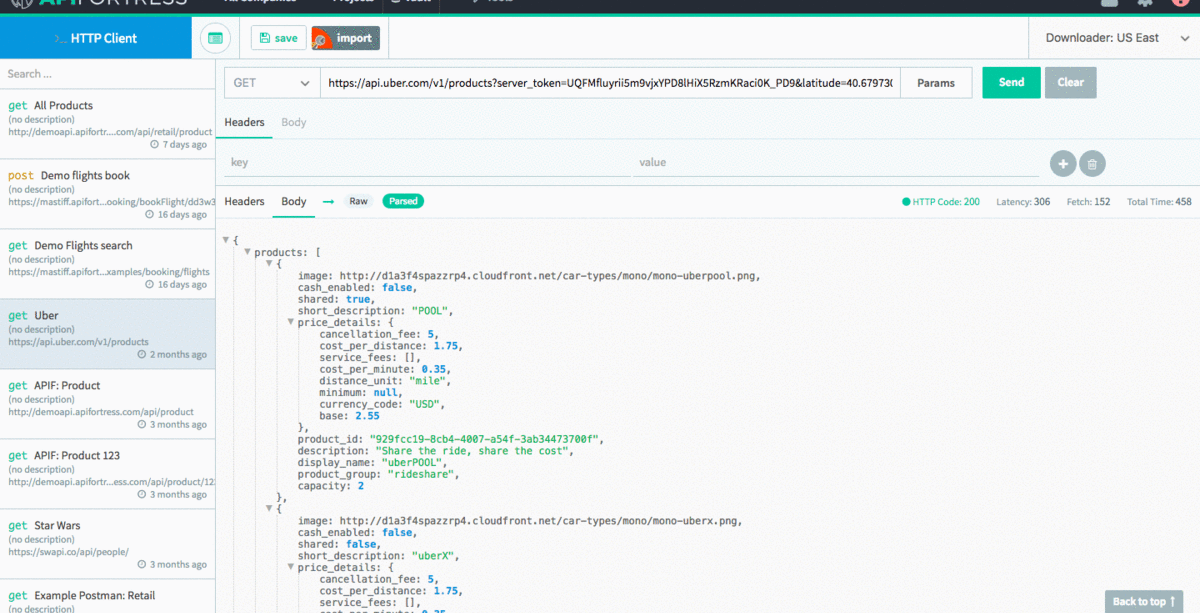 HTTP Client
save
import
Downloader: US East
Search ...
get All Products
(no description)
http://demoapi.apifortr....com/api/retail/product
7 days ago
post Demo flights book
(no description)
https://mastiff.apifort...ooking/bookFlight/dd3w3
16 days ago
get Demo Flights search
(no description)
https://mastiff.apifort...xamples/booking/flights
16 days ago
get Uber
(no description)
https://api.uber.com/v1/products
2 months ago
get APIF: Product
(no description)
http://demoapi.apifortress.com/api/product
3 months ago
get APIF: Product 123
(no description)
http://demoapi.apifortr...ess.com/api/product/12
3 months ago
get Star Wars
(no description)
https://swapi.co/api/people/
3 months ago
get Example Postman: Retail
(no description)
GET
https://api.uber.com/v1/products?server_token=UQFMfluyrii5m9vjxYPD8lHiX5RzmKRaci0K_PD9&latitude=40.67973
Params
Send
Clear
Headers Body
key value
Headers Body Raw Parsed
HTTP Code: 200 Latency: 306 Fetch: 152 Total Time: 458
{
products: [
{
image: http://d1a3f4spazzrp4.cloudfront.net/car-types/mono/mono-uberpool.png,
cash_enabled: false,
shared: true,
short_description: "POOL",
price_details: {
cancellation_fee: 5,
cost_per_distance: 1.75,
service_fees: [],
cost_per_minute: 0.35,
distance_unit: "mile",
minimum: null,
currency_code: "USD",
base: 2.55
},
product_id: "929fcc19-8cb4-4007-a54f-3ab34473700f",
description: "Share the ride, share the cost",
display_name: "uberPOOL",
product_group: "rideshare",
capacity: 2
},
{
image: http://d1a3f4spazzrp4.cloudfront.net/car-types/mono/mono-uberx.png,
cash_enabled: false,
shared: false,
short_description: "uberX",
price_details: {
cancellation_fee: 5,
cost_per_distance: 1.75,
service_fees: [],
cost_per_minute: 0.35
Back to top